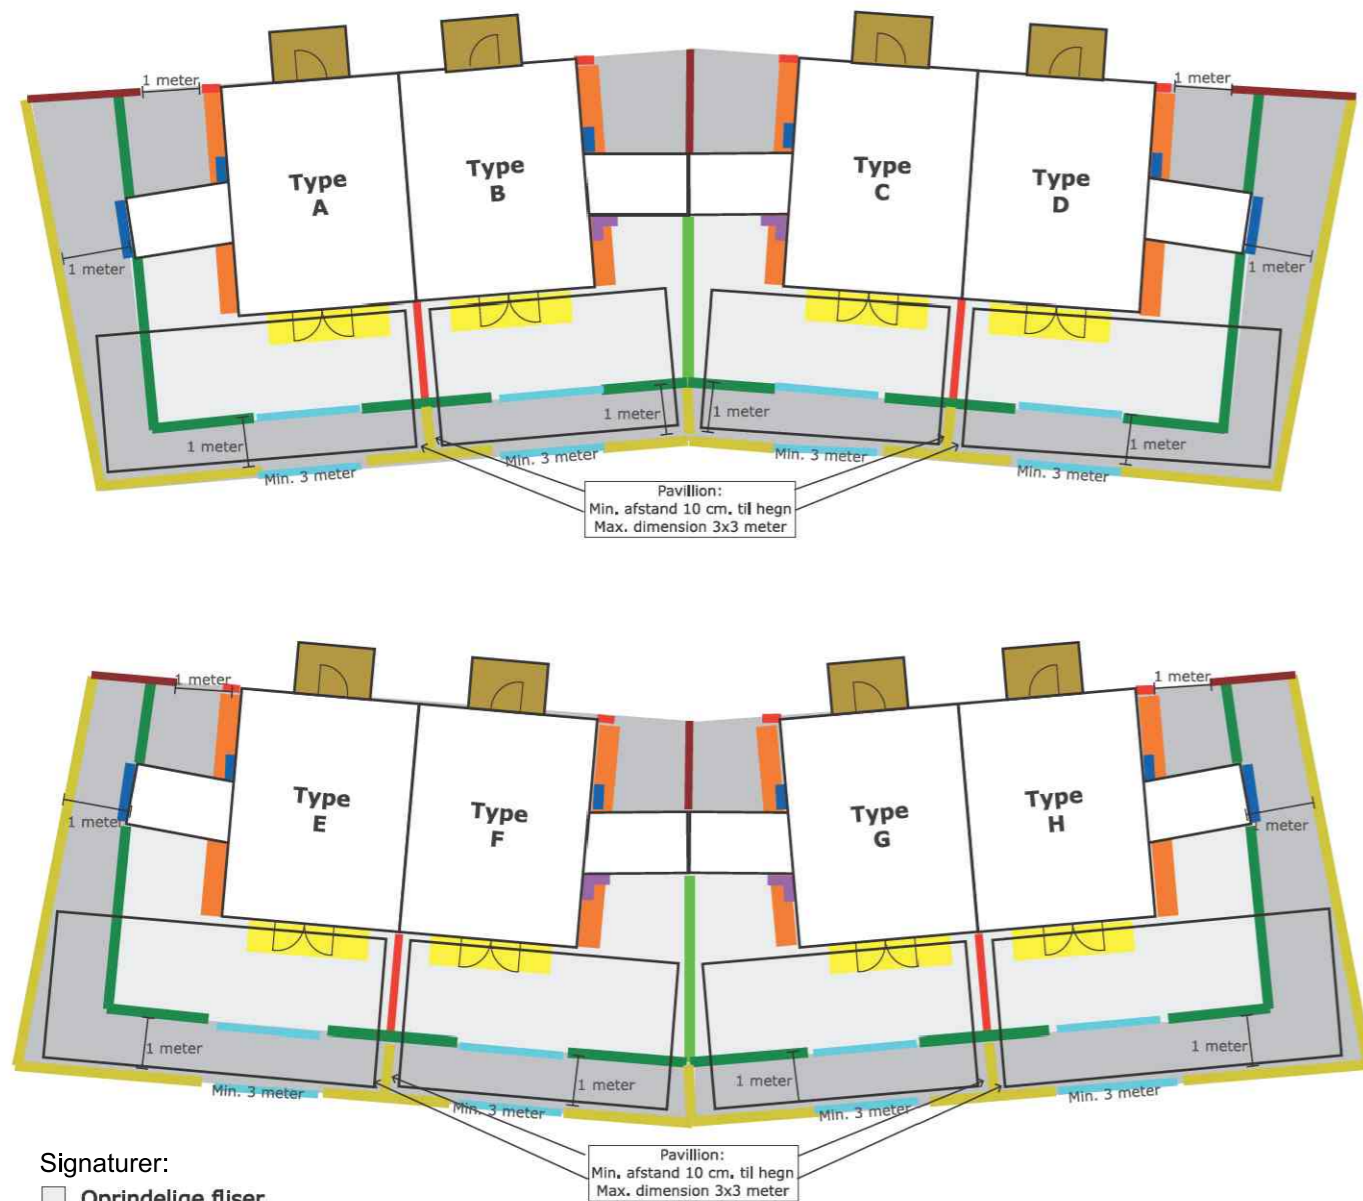 1 meter
1 meter
Type
A
Type
B
Type
C
Type
D
1 meter
1 meter
1 meter
1 meter
1 meter
1 meter
Min. 3 meter
Min. 3 meter
Min. 3 meter
Min. 3 meter
Pavillion:
Min. afstand 10 cm. til hegn
Max. dimension 3x3 meter
1 meter
1 meter
Type
E
Type
F
Type
G
Type
H
1 meter
1 meter
1 meter
1 meter
1 meter
1 meter
Min. 3 meter
Min. 3 meter
Min. 3 meter
Min. 3 meter
Pavillion:
Min. afstand 10 cm. til hegn
Max. dimension 3x3 meter
Signaturer:
Oprindelige fliser